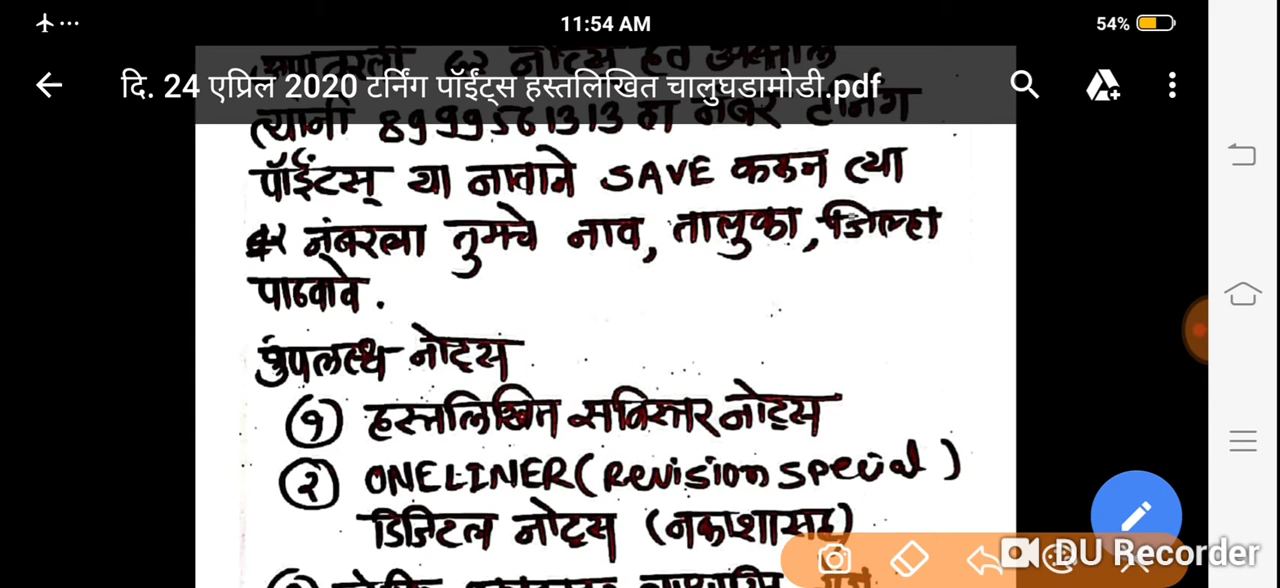 11:54 AM
54%
दि. 24 एप्रिल 2020 टर्निंग पॉईंट्स हस्तलिखित चालुघडामोडी.pdf
त्यांनी 8999561313 हा नंबर टर्निंग
पॉईंटस् या नावाने SAVE करून त्या
नंबरला तुमचे नाव, तालुका, जिल्हा
पाठवावे.
उपलब्ध नोट्स
१ हस्तलिखित सविस्तर नोट्स
२ ONELINER (Revision special)
डिजिटल नोट्स (नकाशासह)
DU Recorder